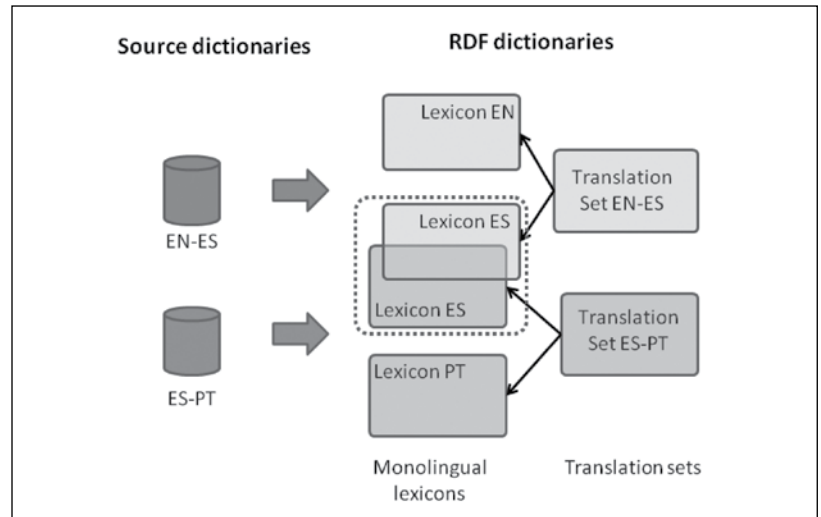 Source dictionaries
RDF dictionaries
Lexicon EN
Translation
Set EN-ES
EN-ES
Lexicon ES
Lexicon ES
Translation
Set ES-PT
ES-PT
Lexicon PT
Monolingual
lexicons
Translation sets